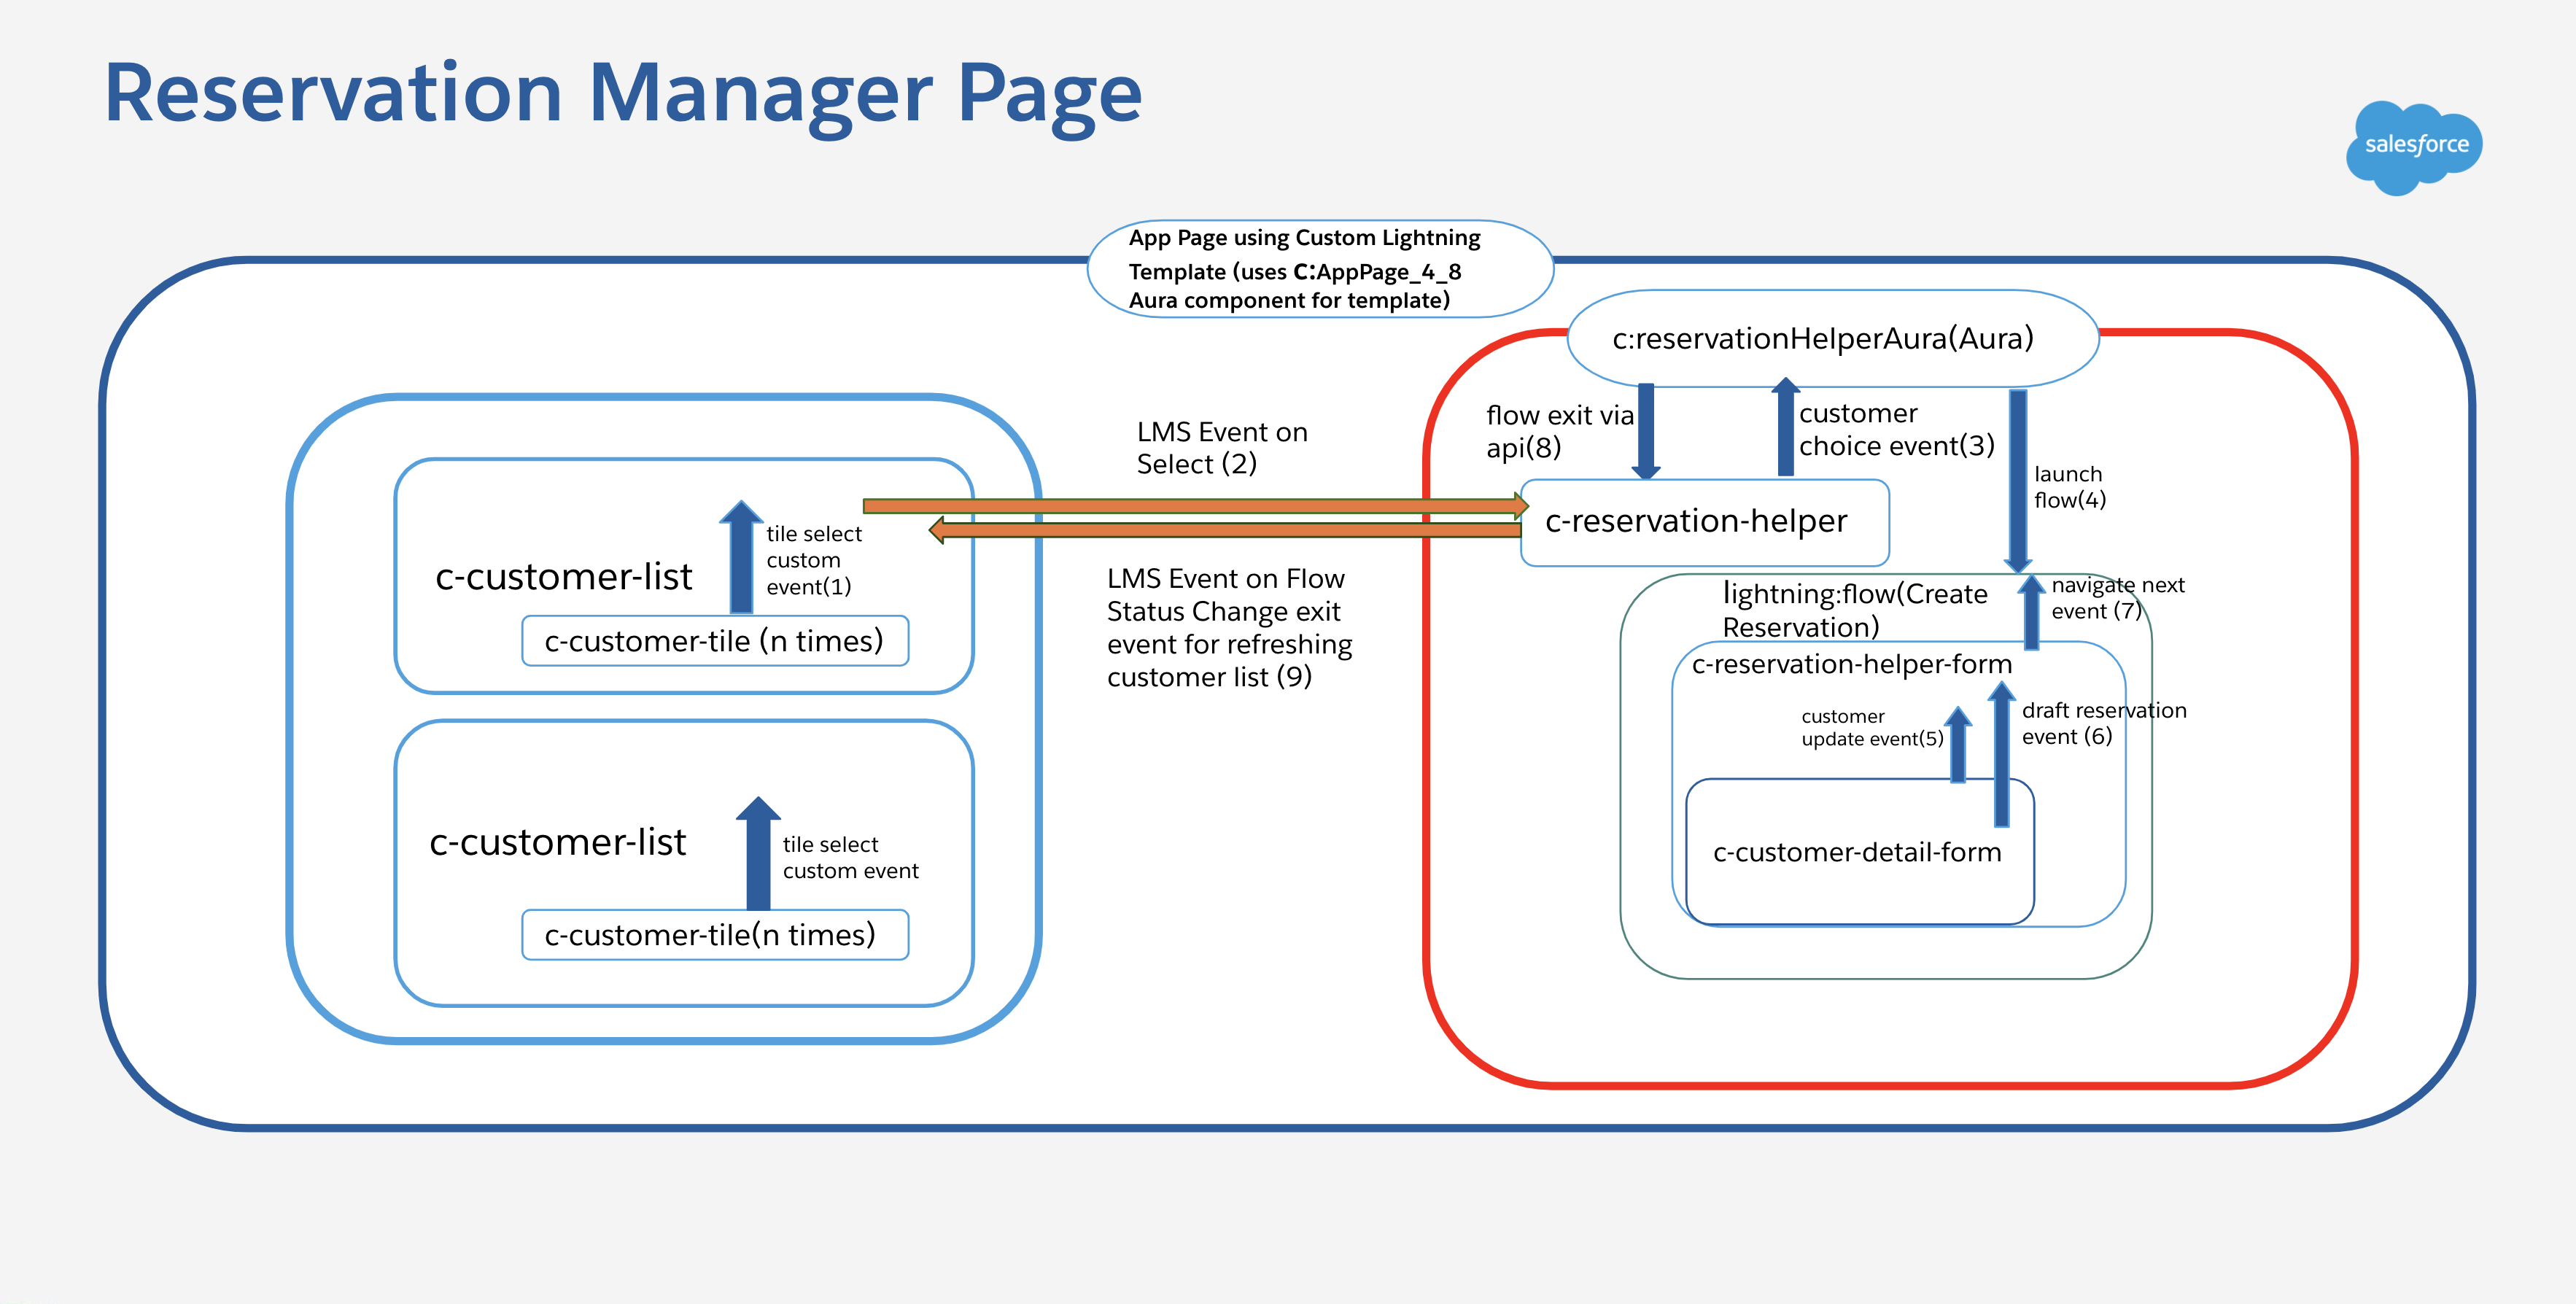 Reservation Manager Page
salesforce
App Page using Custom Lightning
Template (uses c:AppPage_4_8
Aura component for template)
c:reservationHelperAura(Aura)
flow exit via
api(8)
customer
choice event(3)
launch
flow(4)
LMS Event on
Select (2)
c-reservation-helper
tile select
custom
event(1)
c-customer-list
c-customer-tile (n times)
LMS Event on Flow
Status Change exit
event for refreshing
customer list (9)
lightning:flow(Create
Reservation)
navigate next
event (7)
c-reservation-helper-form
customer
update event(5)
draft reservation
event (6)
c-customer-detail-form
c-customer-list
tile select
custom event
c-customer-tile(n times)